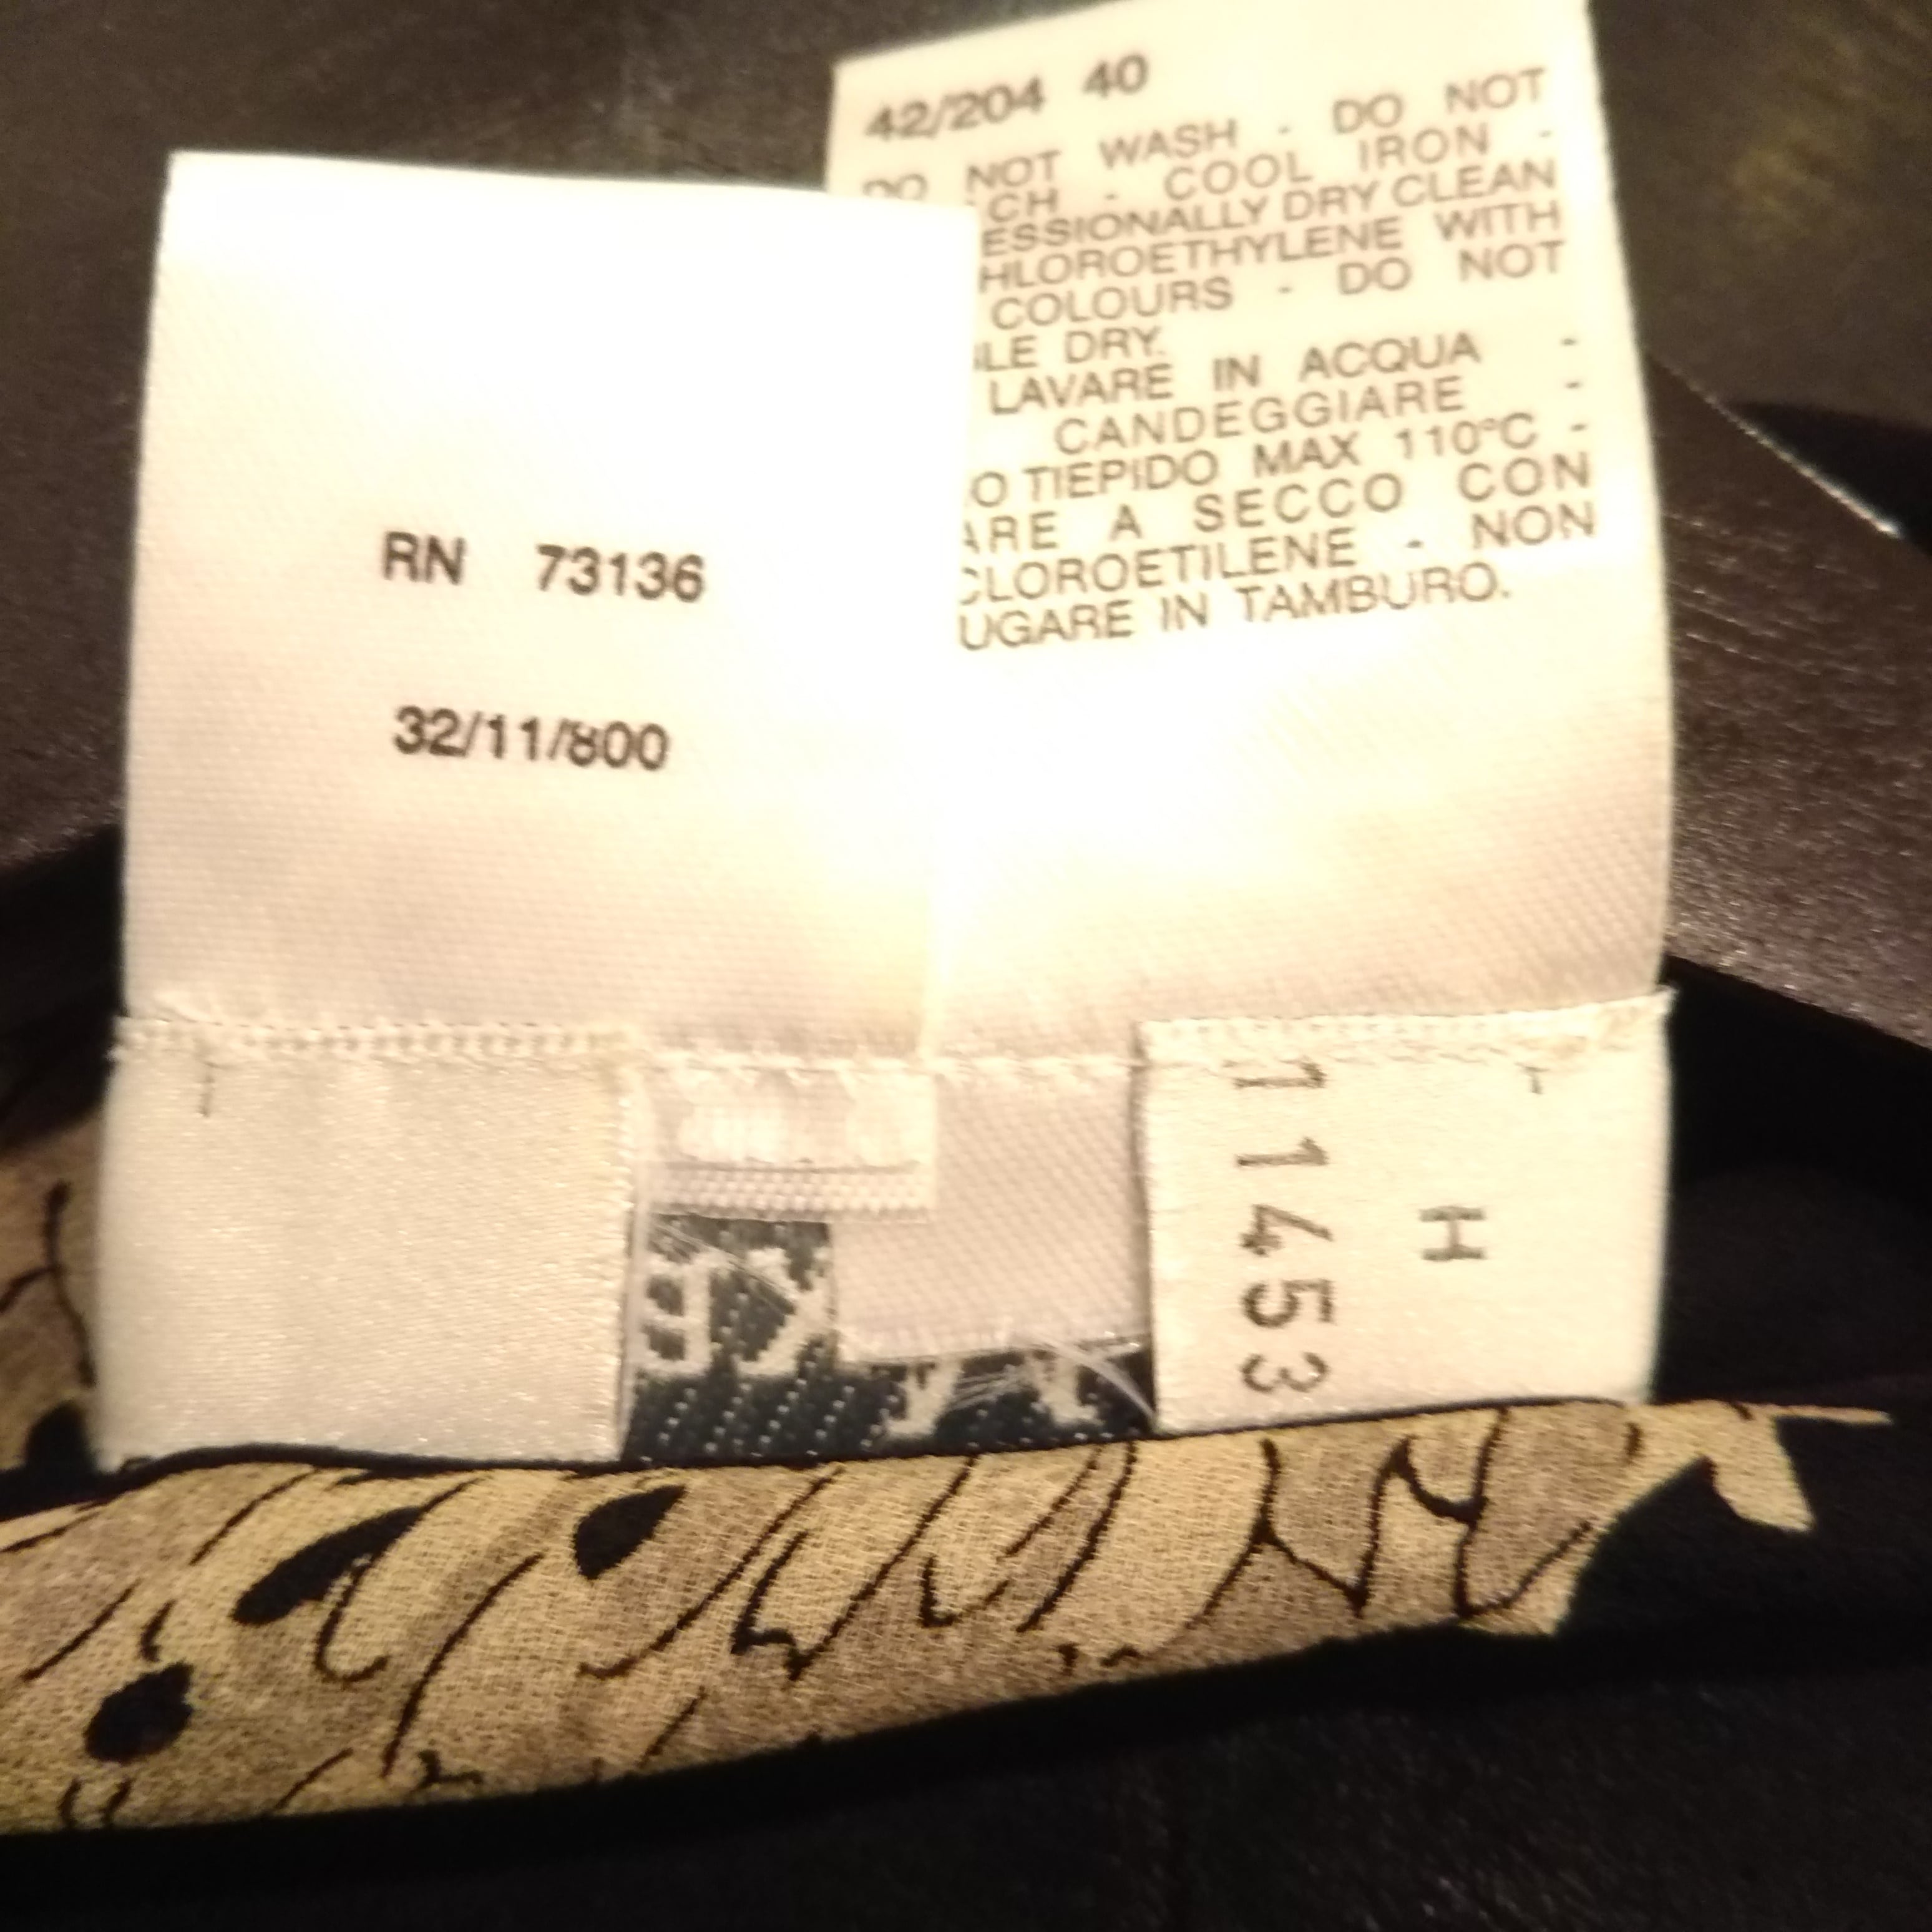 42/204 40
DO NOT WASH - DO NOT
CH - COOL IRON -
ESSIONALLY DRY CLEAN
HLOROETHYLENE WITH
COLOURS - DO NOT
LE DRY.
LAVARE IN ACQUA -
CANDEGGIARE -
O TIEPIDO MAX 110°C -
ARE A SECCO CON
CLOROETILENE - NON
UGARE IN TAMBURO.
RN 73136
32/11/800
H
11453